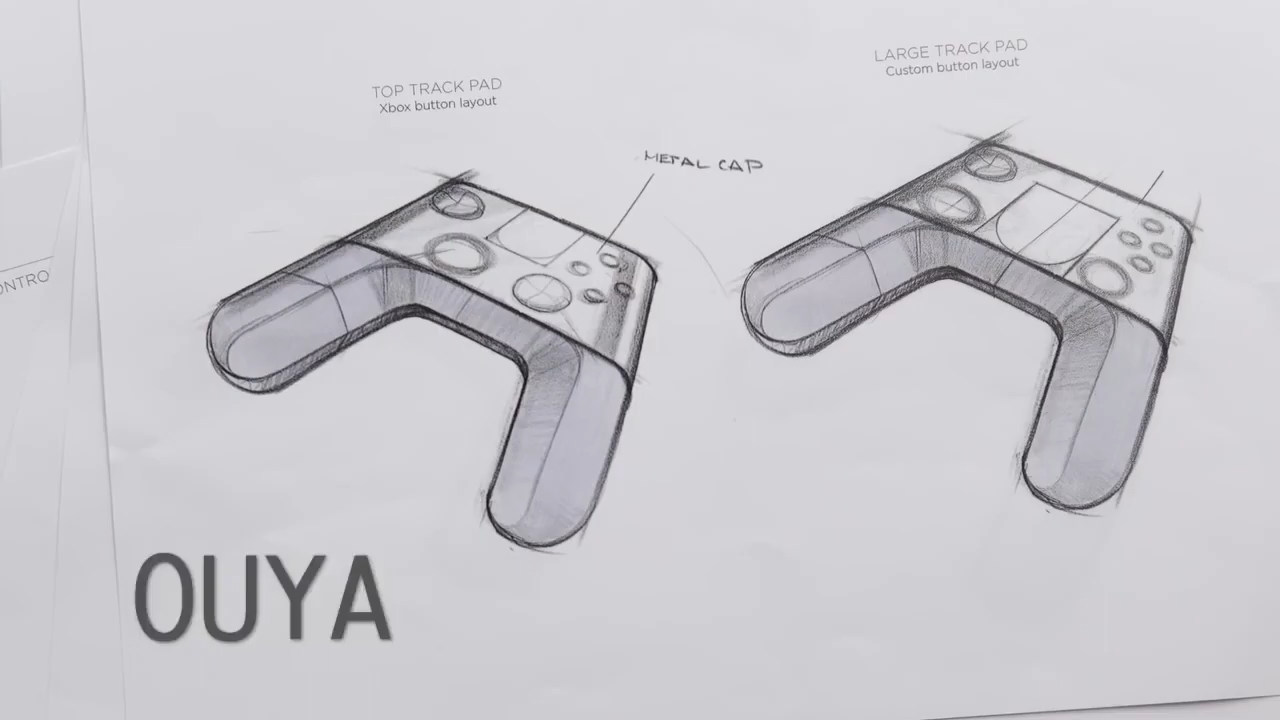 LARGE TRACK PAD
Custom button layout
TOP TRACK PAD
Xbox button layout
METAL CAP
ONTRO
OUYA